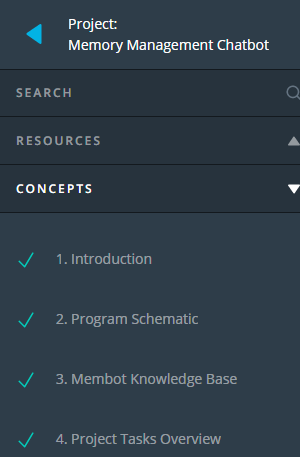 Project:
Memory Management Chatbot
SEARCH
RESOURCES
CONCEPTS
1. Introduction
2. Program Schematic
3. Membot Knowledge Base
4. Project Tasks Overview